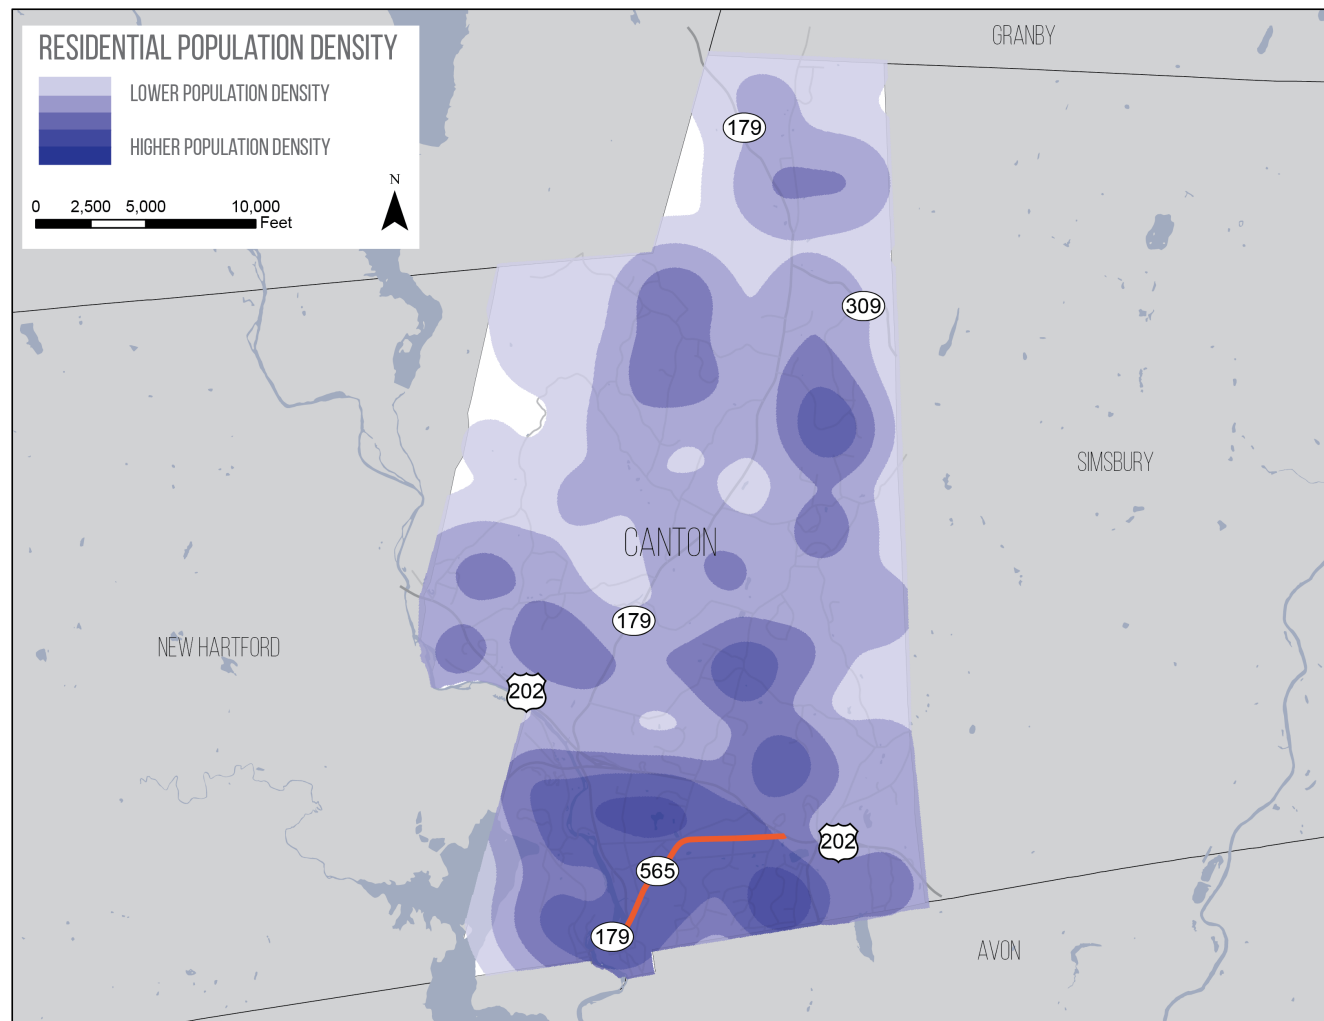 RESIDENTIAL POPULATION DENSITY
LOWER POPULATION DENSITY
HIGHER POPULATION DENSITY
N
0 2,500 5,000 10,000
Feet
GRANBY
179
309
SIMSBURY
CANTON
179
NEW HARTFORD
202
202
565
179
AVON